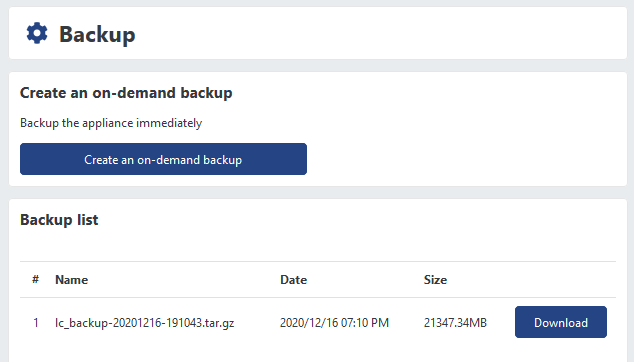 Backup
Create an on-demand backup
Backup the appliance immediately
Create an on-demand backup
Backup list
# Name Date Size
1 lc_backup-20201216-191043.tar.gz 2020/12/16 07:10 PM 21347.34MB Download